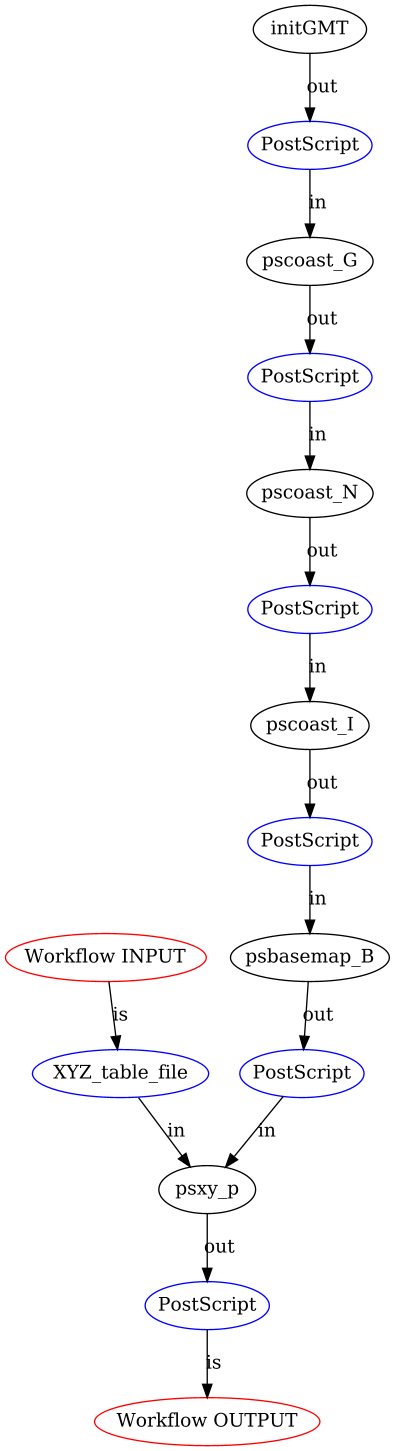 initGMT
out
PostScript
in
pscoast_G
out
PostScript
in
pscoast_N
out
PostScript
in
pscoast_I
out
PostScript
in
Workflow INPUT
psbasemap_B
is
out
XYZ_table_file
PostScript
in
in
psxy_p
out
PostScript
is
Workflow OUTPUT